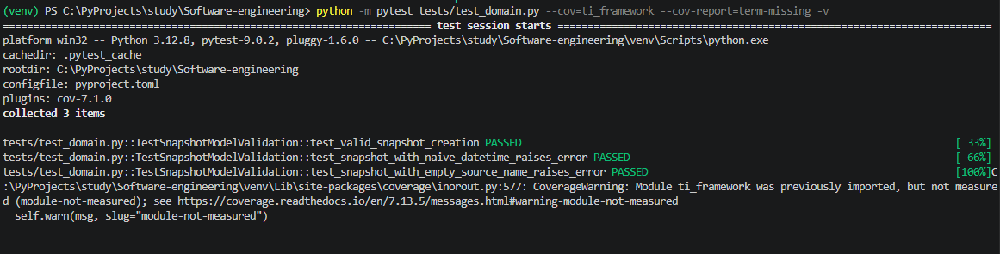 (venv) PS C:\PyProjects\study\Software-engineering> python -m pytest tests/test_domain.py --cov=ti_framework --cov-report=term-missing -v
============================================================================ test session starts ============================================================================
platform win32 -- Python 3.12.8, pytest-9.0.2, pluggy-1.6.0 -- C:\PyProjects\study\Software-engineering\venv\Scripts\python.exe
cachedir: .pytest_cache
rootdir: C:\PyProjects\study\Software-engineering
configfile: pyproject.toml
plugins: cov-7.1.0
collected 3 items
tests/test_domain.py::TestSnapshotModelValidation::test_valid_snapshot_creation PASSED [ 33%]
tests/test_domain.py::TestSnapshotModelValidation::test_snapshot_with_naive_datetime_raises_error PASSED [ 66%]
tests/test_domain.py::TestSnapshotModelValidation::test_snapshot_with_empty_source_name_raises_error PASSED [100%]C
:\PyProjects\study\Software-engineering\venv\Lib\site-packages\coverage\inorout.py:577: CoverageWarning: Module ti_framework was previously imported, but not measure
d (module-not-measured); see https://coverage.readthedocs.io/en/7.13.5/messages.html#warning-module-not-measured
self.warn(msg, slug="module-not-measured")